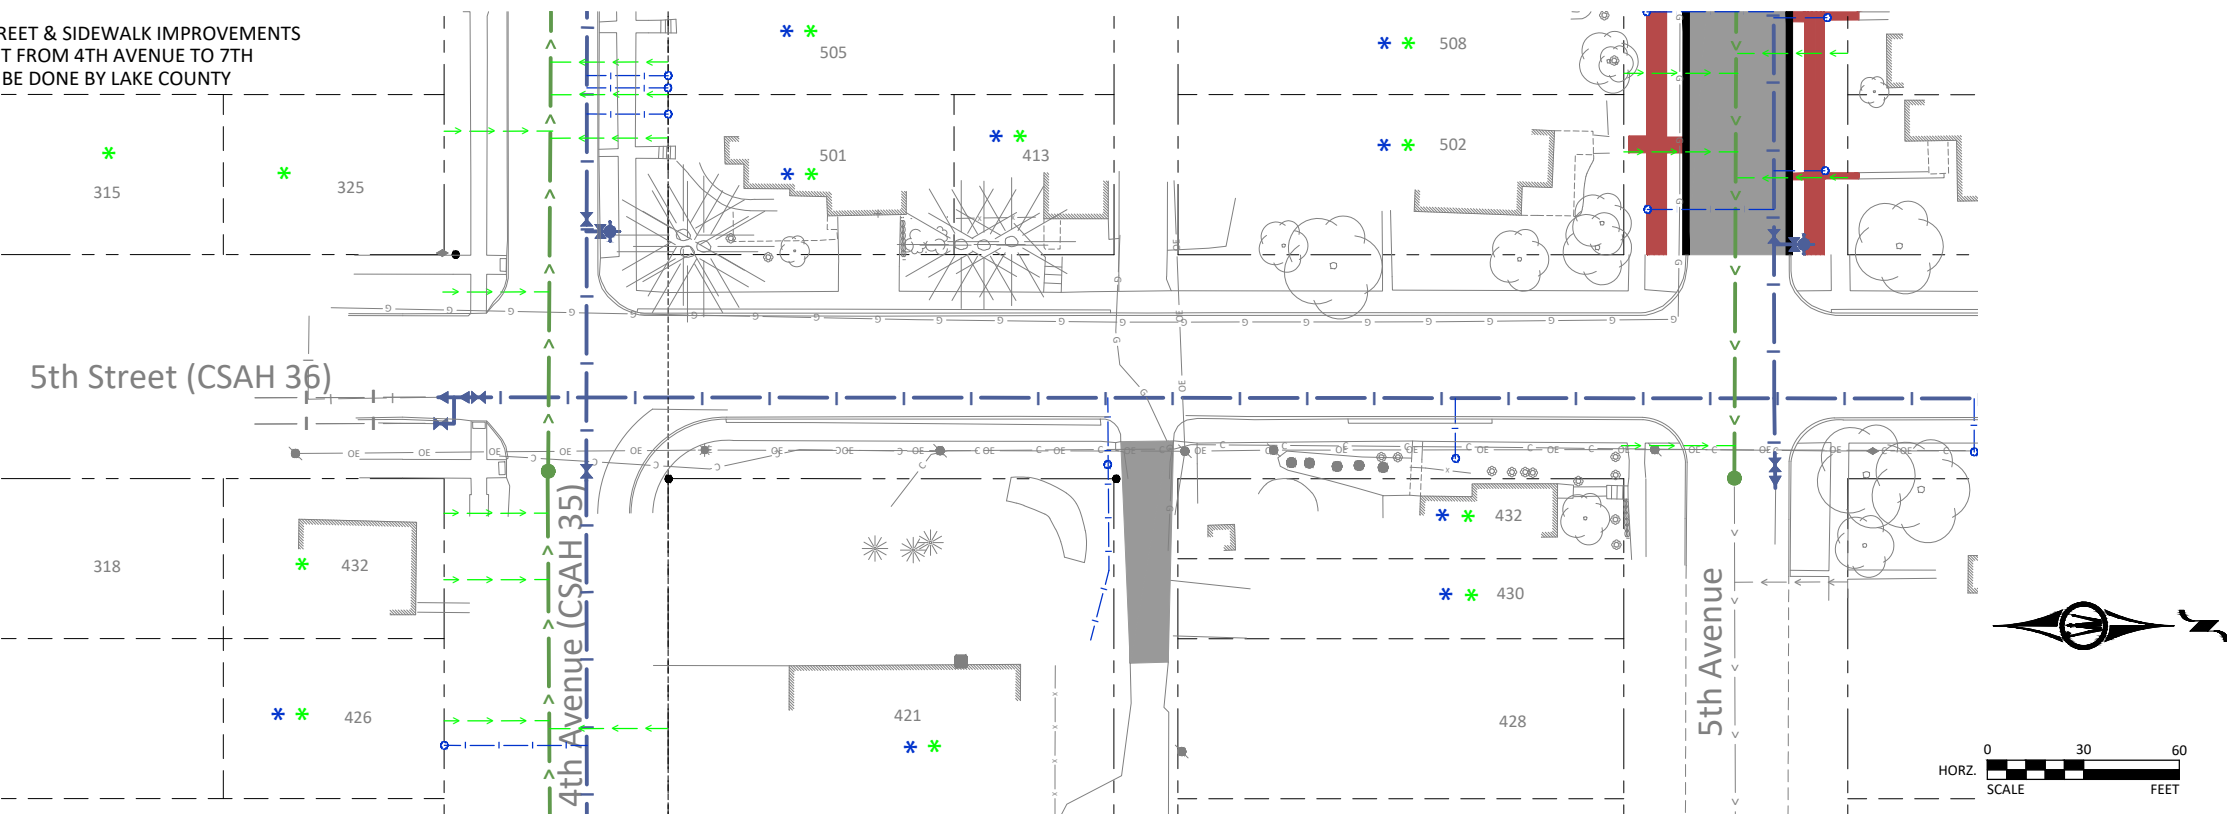 REET & SIDEWALK IMPROVEMENTS
T FROM 4TH AVENUE TO 7TH
BE DONE BY LAKE COUNTY
505
508
501
413
502
315
325
5th Street (CSAH 36)
318
432
426
4th Avenue (CSAH 35)
421
432
430
428
5th Avenue
0 30 60
HORZ.
SCALE FEET